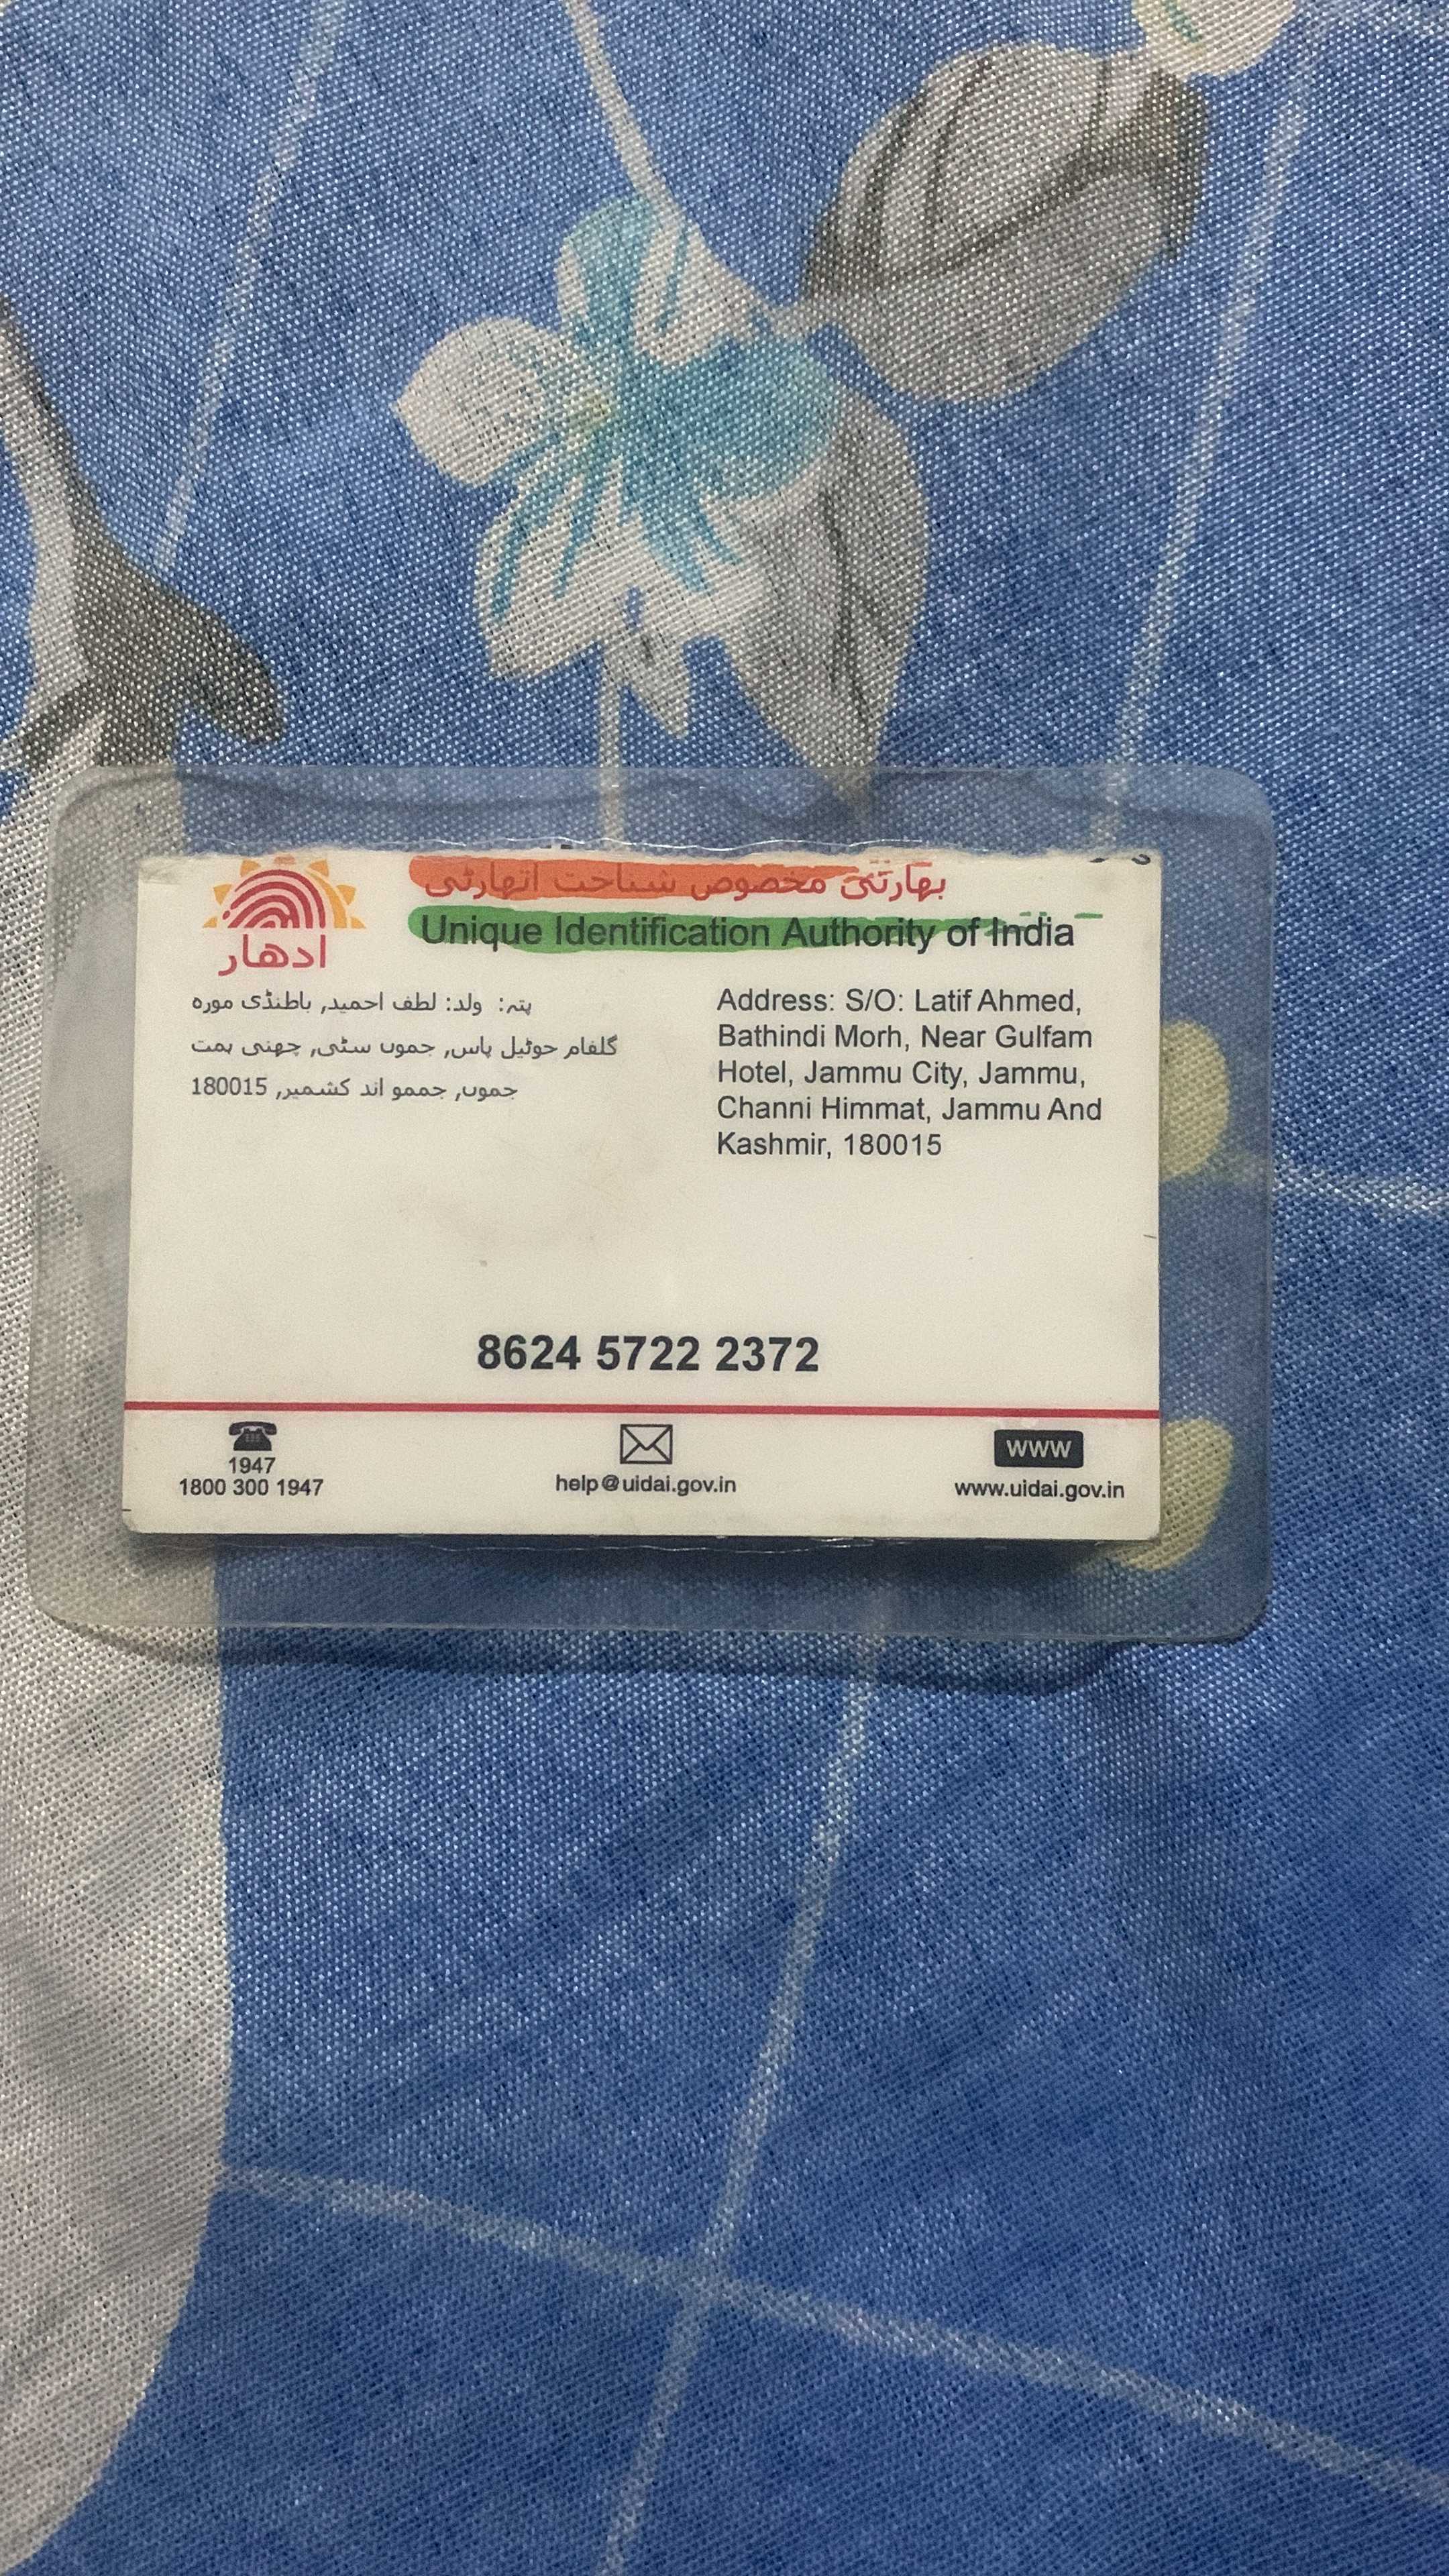 بھارتی مخصوص شناخت اتھارٹی
Unique Identification Authority of India
ادھار
پتہ: ولد: لطف احمید, باطنڈی مورہ
گلفام حوٹیل پاس, جموں سٹی, چھنی ہمت
جموں, جممو اند کشمیر, 180015
Address: S/O: Latif Ahmed,
Bathindi Morh, Near Gulfam
Hotel, Jammu City, Jammu,
Channi Himmat, Jammu And
Kashmir, 180015
8624 5722 2372
1947
1800 300 1947
help@uidai.gov.in
WWW
www.uidai.gov.in